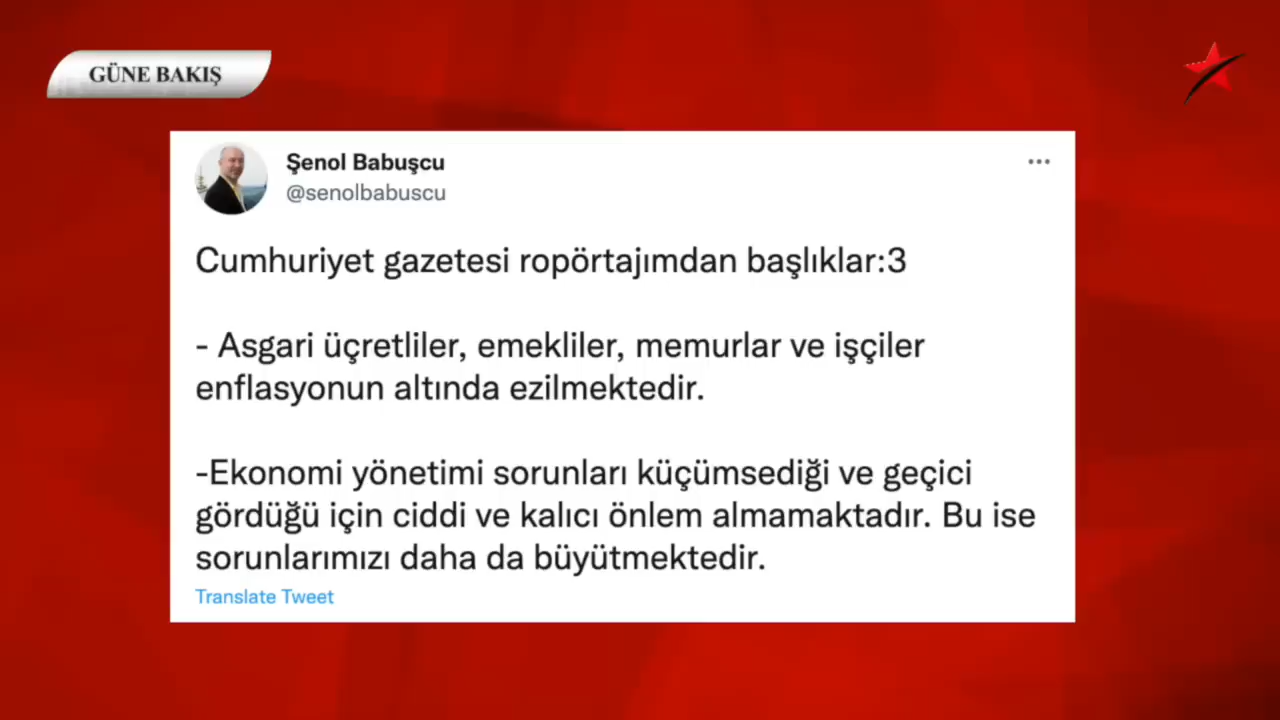 GÜNE BAKIŞ
Şenol Babuşcu
@senolbabuscu
Cumhuriyet gazetesi ropörtajımdan başlıklar:3
- Asgari üçretliler, emekliler, memurlar ve işçiler
enflasyonun altında ezilmektedir.
-Ekonomi yönetimi sorunları küçümsediği ve geçici
gördüğü için ciddi ve kalıcı önlem almamaktadır. Bu ise
sorunlarımızı daha da büyütmektedir.
Translate Tweet